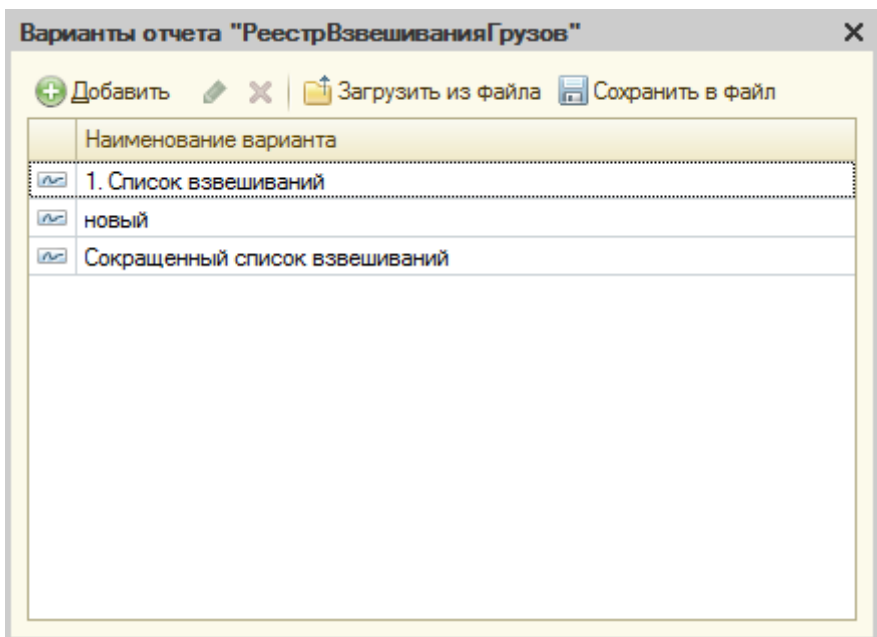 Варианты отчета "РеестрВзвешиванияГрузов"
Добавить Загрузить из файла Сохранить в файл
Наименование варианта
1. Список взвешиваний
новый
Сокращенный список взвешиваний